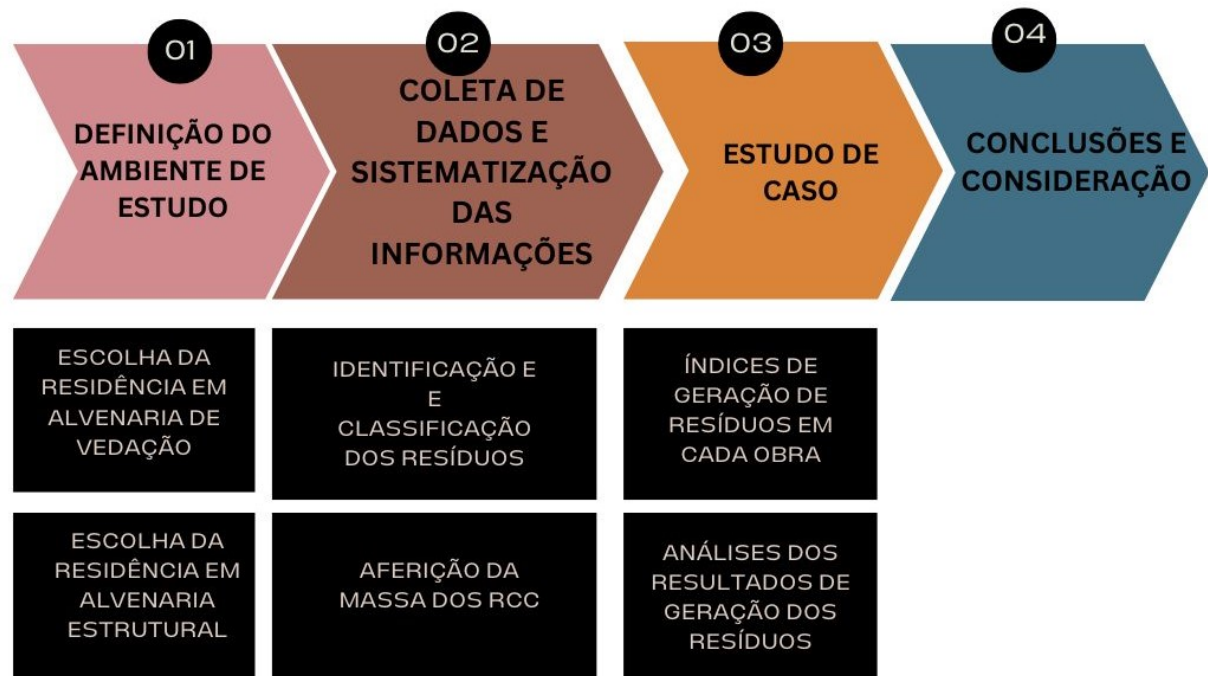 01
DEFINIÇÃO DO
AMBIENTE DE
ESTUDO
02
COLETA DE
DADOS E
SISTEMATIZAÇÃO
DAS
INFORMAÇÕES
03
ESTUDO DE
CASO
04
CONCLUSÕES E
CONSIDERAÇÃO
ESCOLHA DA
RESIDÊNCIA EM
ALVENARIA DE
VEDAÇÃO
IDENTIFICAÇÃO E
E
CLASSIFICAÇÃO
DOS RESÍDUOS
ÍNDICES DE
GERAÇÃO DE
RESÍDUOS EM
CADA OBRA
ESCOLHA DA
RESIDÊNCIA EM
ALVENARIA
ESTRUTURAL
AFERIÇÃO DA
MASSA DOS RCC
ANÁLISES DOS
RESULTADOS DE
GERAÇÃO DOS
RESÍDUOS